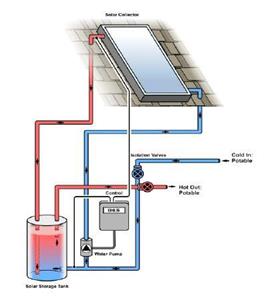 Solar Collector
Isolation Valves
Cold In:
Potable
Hot Out:
Potable
Control
Water Pump
Solar Storage Tank